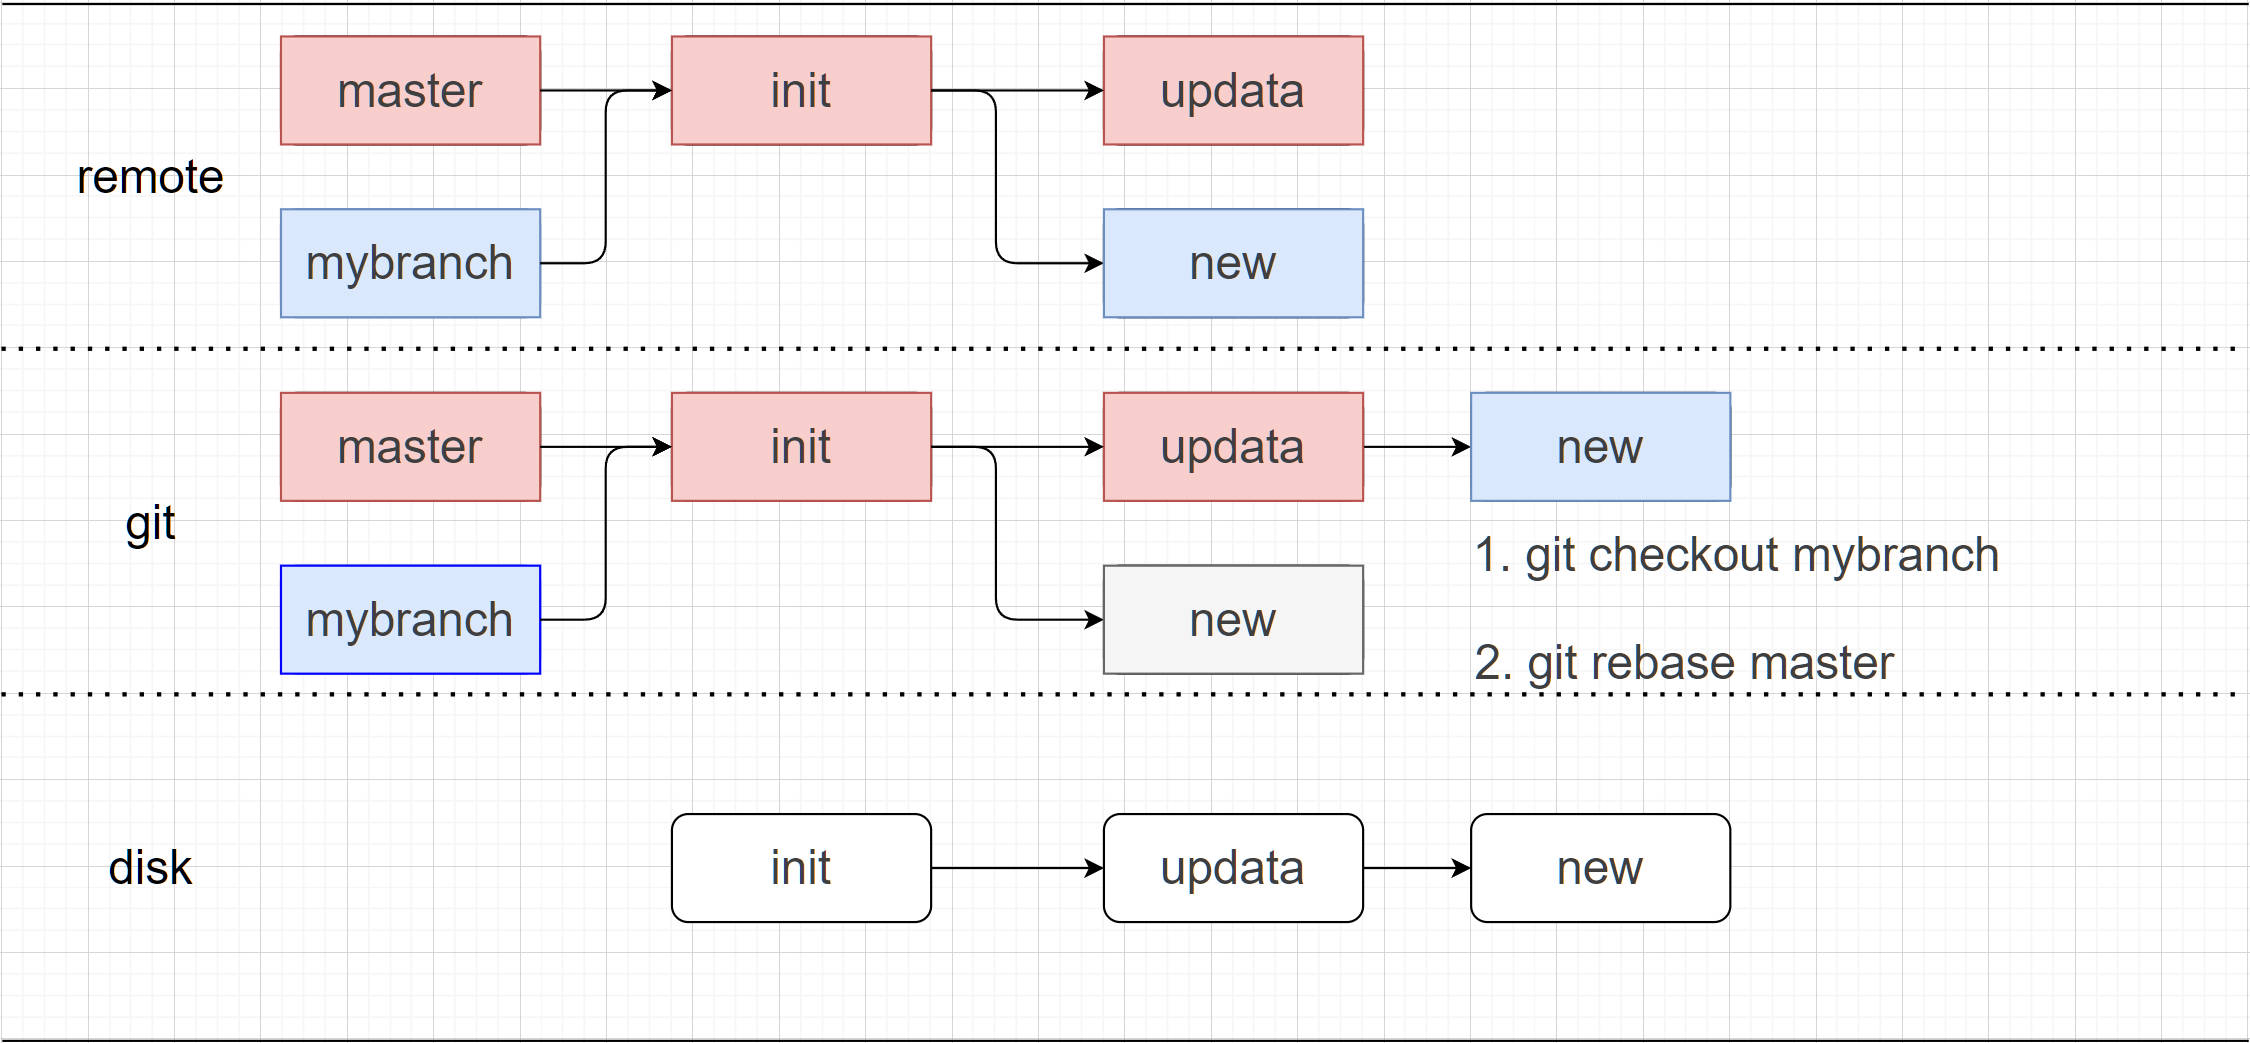 master
init
updata
remote
mybranch
new
master
init
updata
new
git
1. git checkout mybranch
mybranch
new
2. git rebase master
disk
init
updata
new